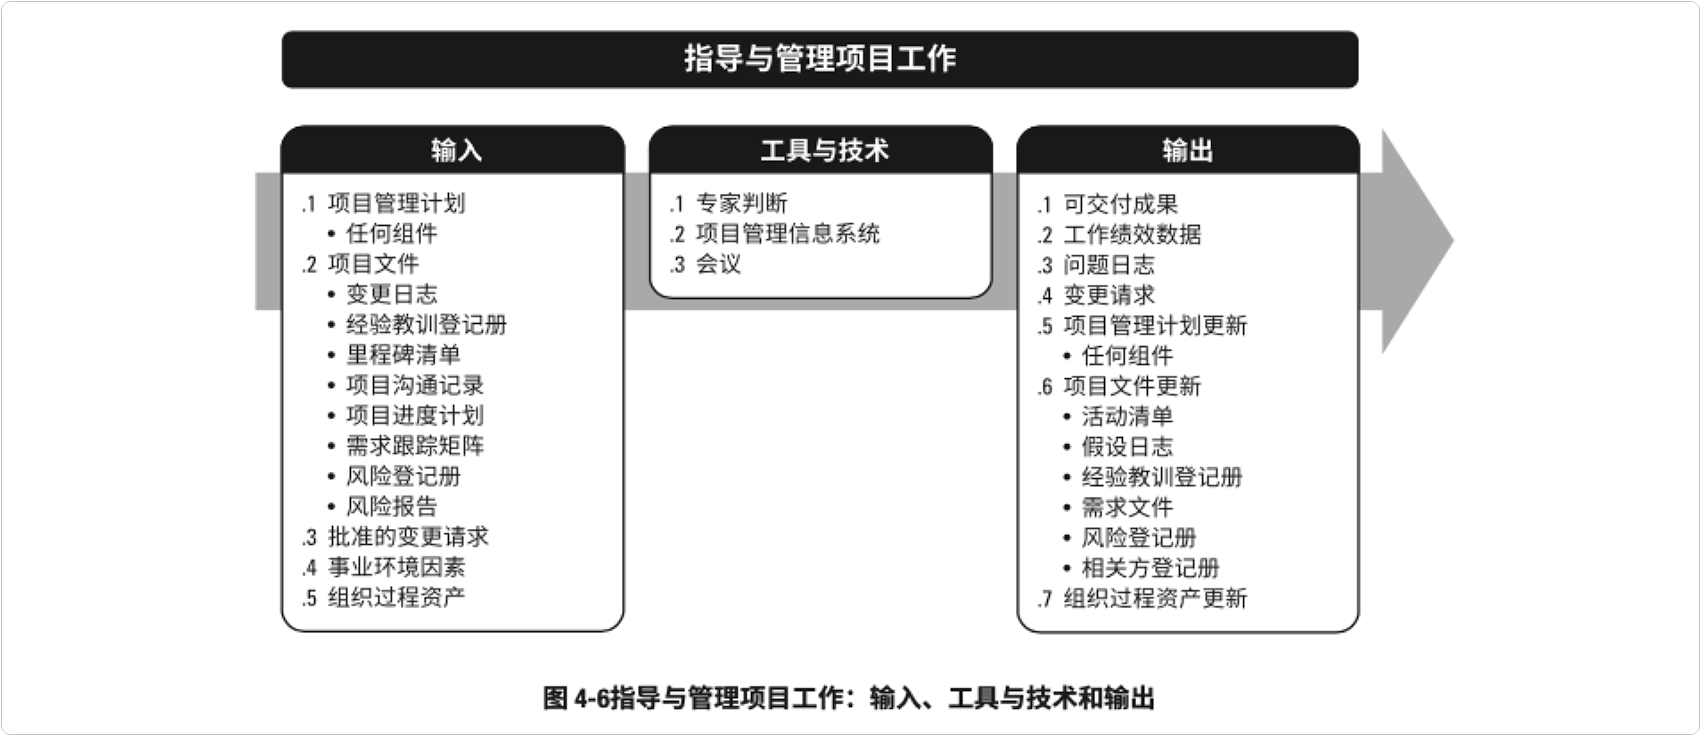 指导与管理项目工作
输入
.1 项目管理计划
• 任何组件
.2 项目文件
• 变更日志
• 经验教训登记册
• 里程碑清单
• 项目沟通记录
• 项目进度计划
• 需求跟踪矩阵
• 风险登记册
• 风险报告
.3 批准的变更请求
.4 事业环境因素
.5 组织过程资产
工具与技术
.1 专家判断
.2 项目管理信息系统
.3 会议
输出
.1 可交付成果
.2 工作绩效数据
.3 问题日志
.4 变更请求
.5 项目管理计划更新
• 任何组件
.6 项目文件更新
• 活动清单
• 假设日志
• 经验教训登记册
• 需求文件
• 风险登记册
• 相关方登记册
.7 组织过程资产更新
图 4-6指导与管理项目工作：输入、工具与技术和输出